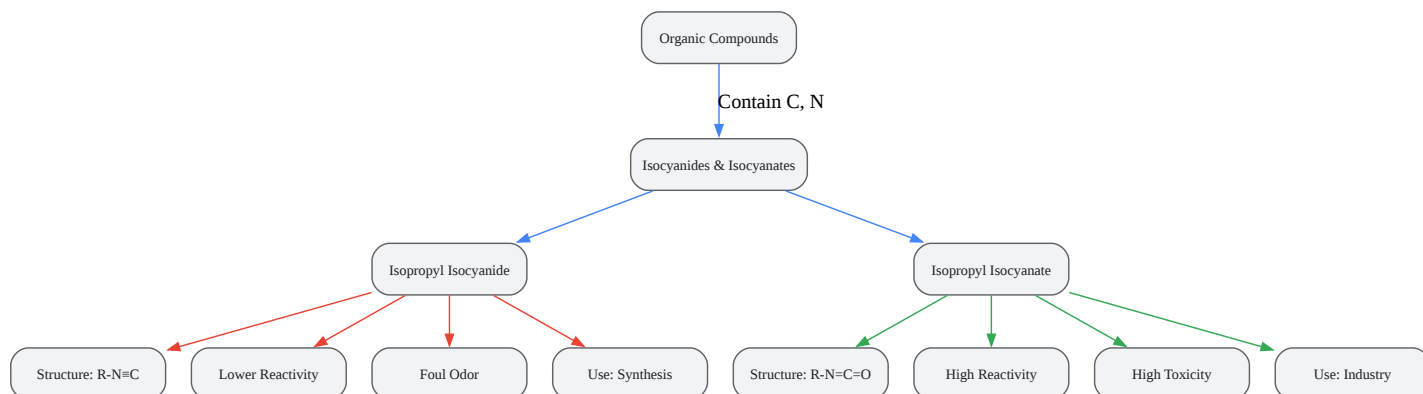 Organic Compounds
Contain C, N
Isocyanides & Isocyanates
Isopropyl Isocyanide
Isopropyl Isocyanate
Structure: R-N≡C
Lower Reactivity
Foul Odor
Use: Synthesis
Structure: R-N=C=O
High Reactivity
High Toxicity
Use: Industry